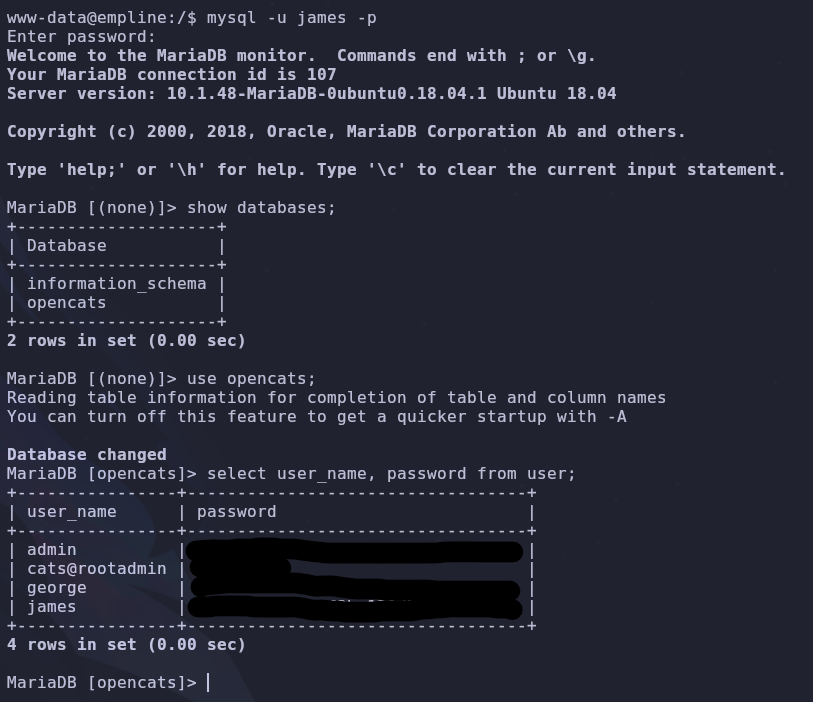 www-data@empline:/$ mysql -u james -p
Enter password:
Welcome to the MariaDB monitor.  Commands end with ; or \g.
Your MariaDB connection id is 107
Server version: 10.1.48-MariaDB-0ubuntu0.18.04.1 Ubuntu 18.04

Copyright (c) 2000, 2018, Oracle, MariaDB Corporation Ab and others.

Type 'help;' or '\h' for help. Type '\c' to clear the current input statement.

MariaDB [(none)]> show databases;
+--------------------+
| Database           |
+--------------------+
| information_schema |
| opencats           |
+--------------------+
2 rows in set (0.00 sec)

MariaDB [(none)]> use opencats;
Reading table information for completion of table and column names
You can turn off this feature to get a quicker startup with -A

Database changed
MariaDB [opencats]> select user_name, password from user;
+----------------+----------------------------------+
| user_name      | password                         |
+----------------+----------------------------------+
| admin          |                                  |
| cats@rootadmin |                                  |
| george         |                                  |
| james          |                                  |
+----------------+----------------------------------+
4 rows in set (0.00 sec)

MariaDB [opencats]>